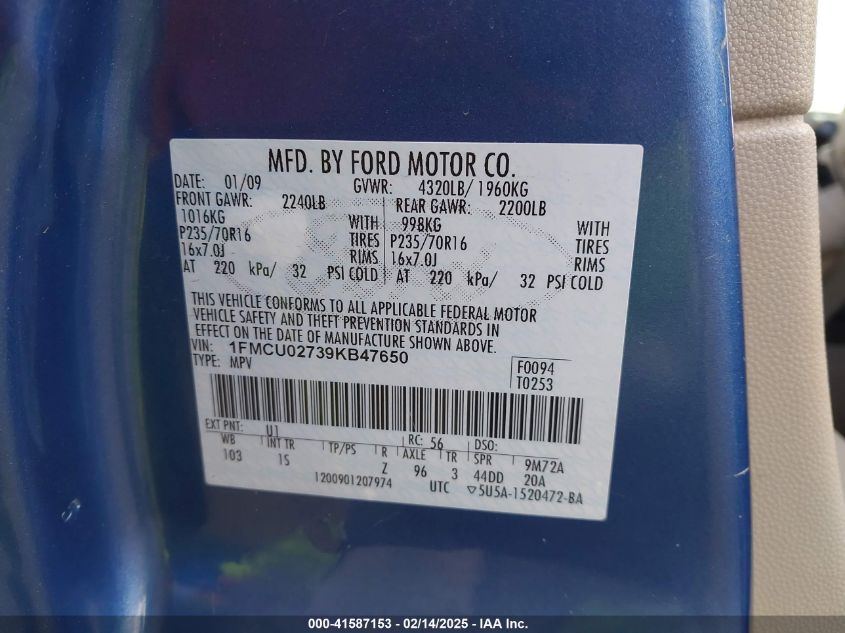 MFD. BY FORD MOTOR CO.
DATE: 01/09 GVWR: 4320LB/ 1960KG
FRONT GAWR: 2240LB REAR GAWR: 2200LB
1016KG WITH 998KG WITH
P235/70R16 TIRES P235/70R16 TIRES
16x7.0J RIMS 16x7.0J RIMS
AT 220 kPa/ 32 PSI COLD AT 220 kPa/ 32 PSI COLD
THIS VEHICLE CONFORMS TO ALL APPLICABLE FEDERAL MOTOR
VEHICLE SAFETY AND THEFT PREVENTION STANDARDS IN
EFFECT ON THE DATE OF MANUFACTURE SHOWN ABOVE.
VIN: 1FMCU02739KB47650
TYPE: MPV F0094
T0253
EXT PNT: U1 RC: 56 DSO:
WB INT TR TP/PS R AXLE TR SPR 9M72A
103 1S Z 96 3 44DD 20A
1200901207974 UTC ▽5U5A-1520472-BA
000-41587153 - 02/14/2025 - IAA Inc.